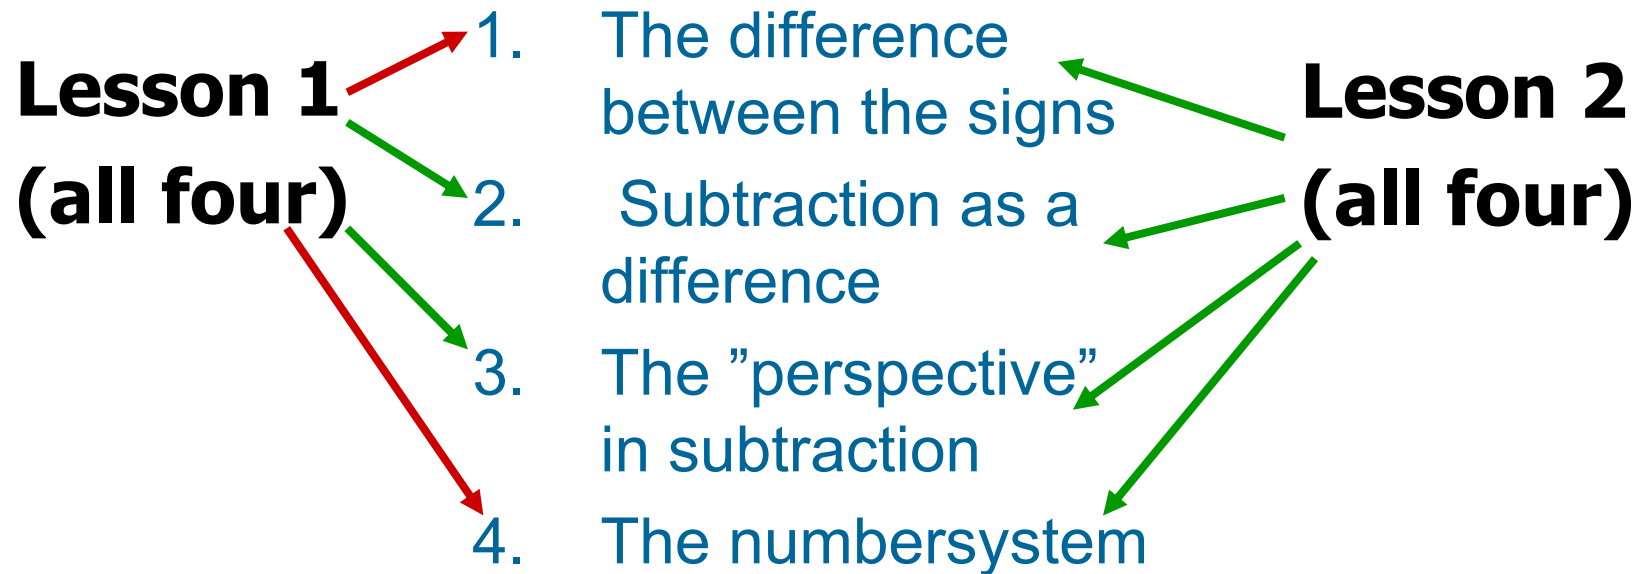 Lesson 1
(all four)
1. The difference
between the signs
2. Subtraction as a
difference
3. The ”perspective”
in subtraction
4. The numbersystem
Lesson 2
(all four)